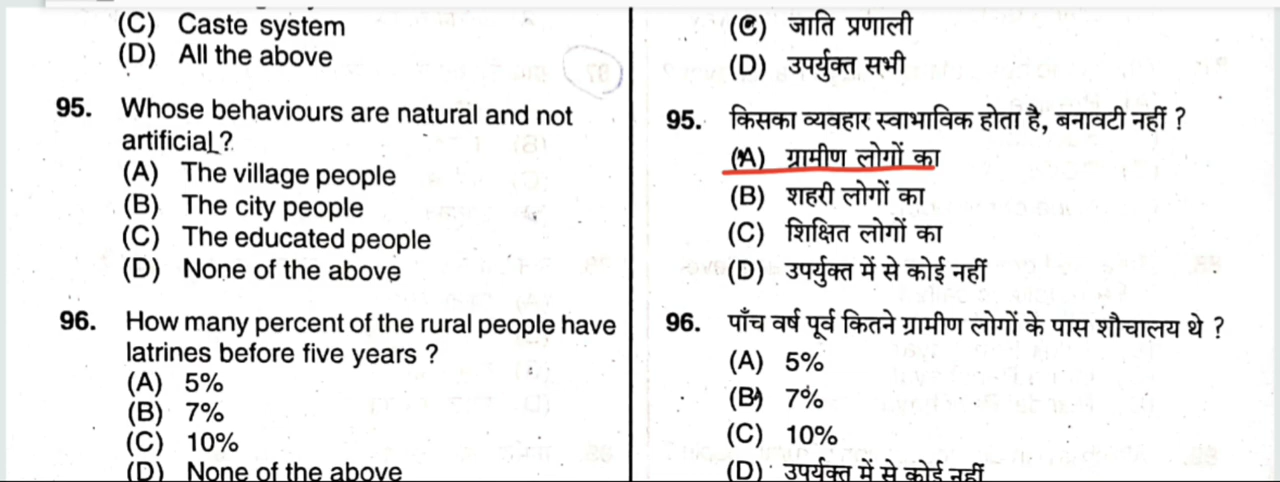 (C) Caste system
(D) All the above
95. Whose behaviours are natural and not
artificial ?
(A) The village people
(B) The city people
(C) The educated people
(D) None of the above
96. How many percent of the rural people have
latrines before five years ?
(A) 5%
(B) 7%
(C) 10%
(D) None of the above
(C) जाति प्रणाली
(D) उपर्युक्त सभी
95. किसका व्यवहार स्वाभाविक होता है, बनावटी नहीं ?
(A) ग्रामीण लोगों का
(B) शहरी लोगों का
(C) शिक्षित लोगों का
(D) उपर्युक्त में से कोई नहीं
96. पाँच वर्ष पूर्व कितने ग्रामीण लोगों के पास शौचालय थे ?
(A) 5%
(B) 7%
(C) 10%
(D) उपर्युक्त में से कोई नहीं